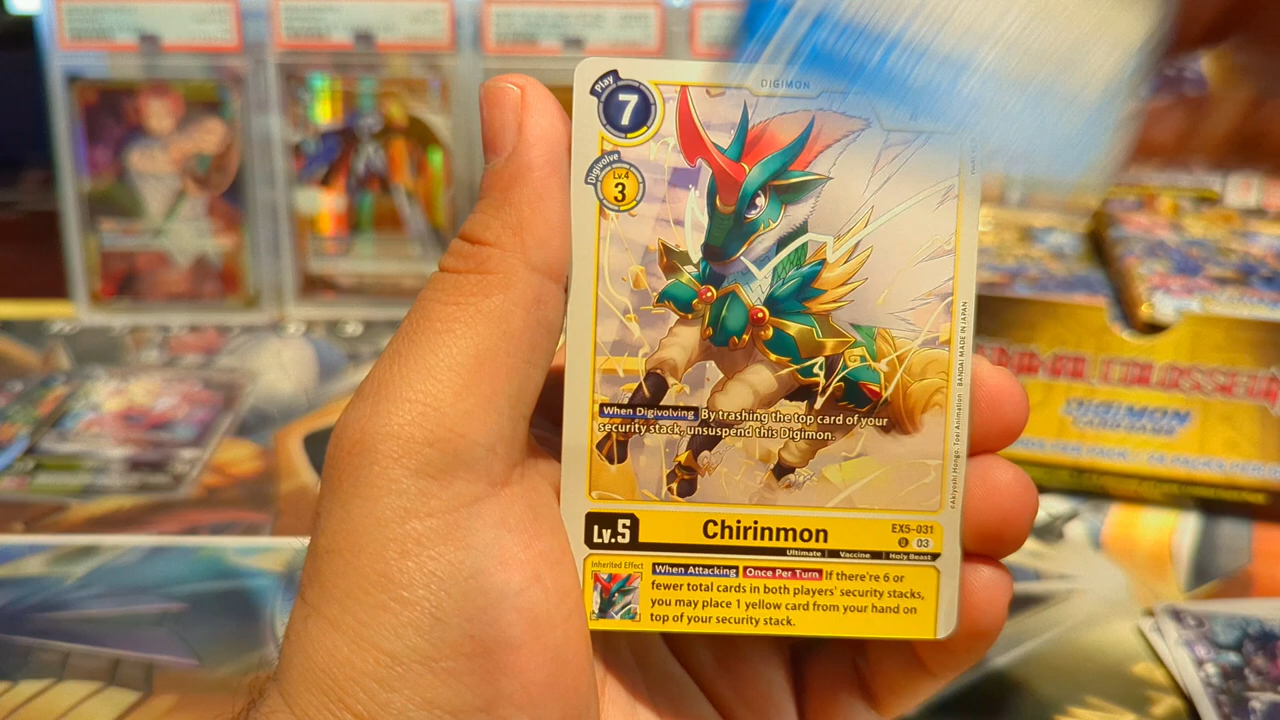 DIGIMON
Play
7
Digivolve
Lv.4
3
When Digivolving By trashing the top card of your
security stack, unsuspend this Digimon.
©Akiyoshi Hongo, Toei Animation · BANDAI MADE IN JAPAN
Lv.5
Chirinmon
EX5-031
U 03
Ultimate | Vaccine | Holy Beast
Inherited Effect
When Attacking Once Per Turn If there're 6 or
fewer total cards in both players' security stacks,
you may place 1 yellow card from your hand on
top of your security stack.
DIGIMON